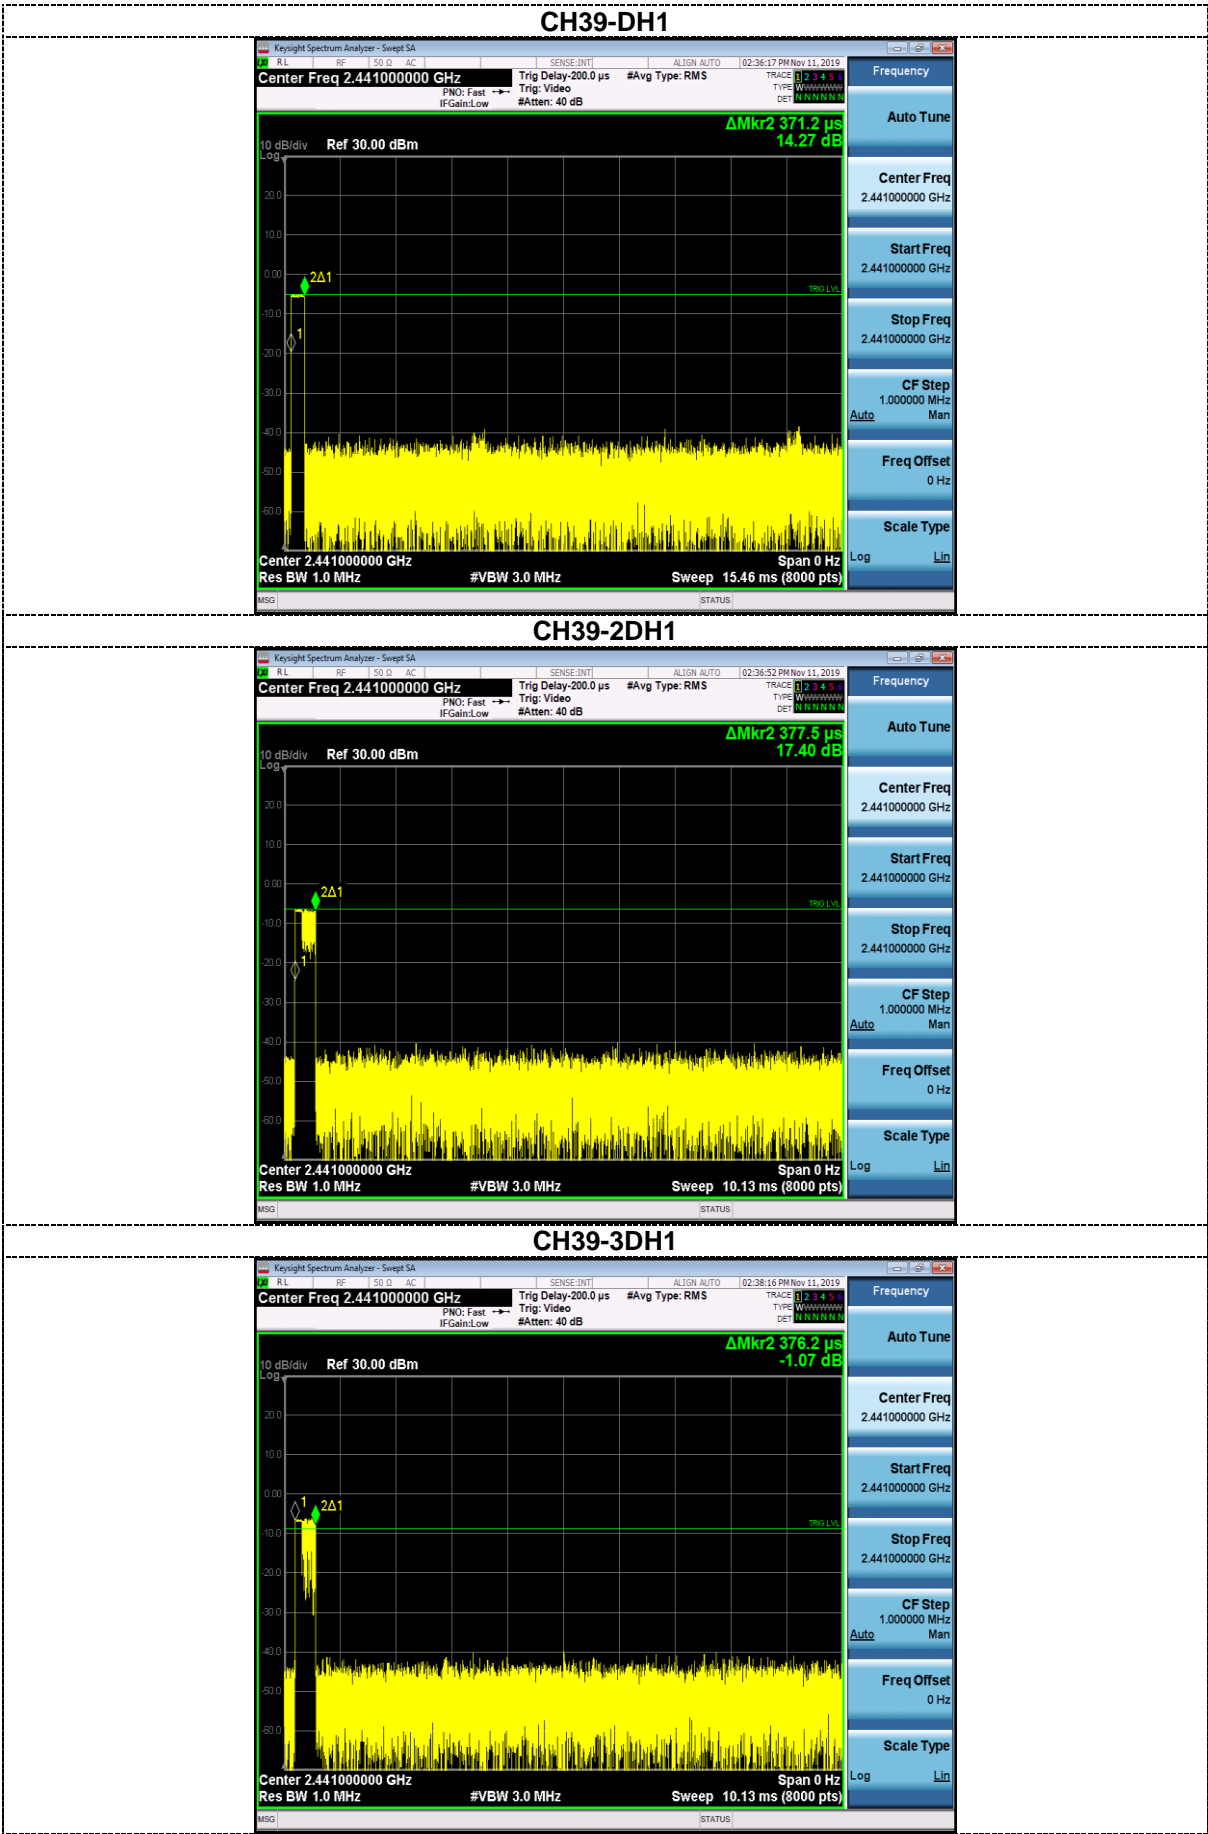 CH39-DH1
Keysight Spectrum Analyzer - Swept SA
RL RF 50 Ω AC SENSE:INT ALIGN AUTO 02:36:17 PM Nov 11, 2019
Center Freq 2.441000000 GHz Trig Delay-200.0 µs #Avg Type: RMS TRACE 1 2 3 4 5 6
PNO: Fast Trig: Video TYPE W
IFGain:Low #Atten: 40 dB DET N N N N N N
Frequency
Auto Tune
ΔMkr2 371.2 µs
14.27 dB
10 dB/div Ref 30.00 dBm
Log
20.0
10.0
0.00
-10.0
-20.0
-30.0
-40.0
-50.0
-60.0
2Δ1
1
TRIG LVL
Center Freq
2.441000000 GHz
Start Freq
2.441000000 GHz
Stop Freq
2.441000000 GHz
CF Step
1.000000 MHz
Auto Man
Freq Offset
0 Hz
Scale Type
Log Lin
Center 2.441000000 GHz Span 0 Hz
Res BW 1.0 MHz #VBW 3.0 MHz Sweep 15.46 ms (8000 pts)
MSG STATUS
CH39-2DH1
Keysight Spectrum Analyzer - Swept SA
RL RF 50 Ω AC SENSE:INT ALIGN AUTO 02:36:52 PM Nov 11, 2019
Center Freq 2.441000000 GHz Trig Delay-200.0 µs #Avg Type: RMS TRACE 1 2 3 4 5 6
PNO: Fast Trig: Video TYPE W
IFGain:Low #Atten: 40 dB DET N N N N N N
Frequency
Auto Tune
ΔMkr2 377.5 µs
17.40 dB
10 dB/div Ref 30.00 dBm
Log
20.0
10.0
0.00
-10.0
-20.0
-30.0
-40.0
-50.0
-60.0
2Δ1
1
TRIG LVL
Center Freq
2.441000000 GHz
Start Freq
2.441000000 GHz
Stop Freq
2.441000000 GHz
CF Step
1.000000 MHz
Auto Man
Freq Offset
0 Hz
Scale Type
Log Lin
Center 2.441000000 GHz Span 0 Hz
Res BW 1.0 MHz #VBW 3.0 MHz Sweep 10.13 ms (8000 pts)
MSG STATUS
CH39-3DH1
Keysight Spectrum Analyzer - Swept SA
RL RF 50 Ω AC SENSE:INT ALIGN AUTO 02:38:16 PM Nov 11, 2019
Center Freq 2.441000000 GHz Trig Delay-200.0 µs #Avg Type: RMS TRACE 1 2 3 4 5 6
PNO: Fast Trig: Video TYPE W
IFGain:Low #Atten: 40 dB DET N N N N N N
Frequency
Auto Tune
ΔMkr2 376.2 µs
-1.07 dB
10 dB/div Ref 30.00 dBm
Log
20.0
10.0
0.00
-10.0
-20.0
-30.0
-40.0
-50.0
-60.0
1 2Δ1
TRIG LVL
Center Freq
2.441000000 GHz
Start Freq
2.441000000 GHz
Stop Freq
2.441000000 GHz
CF Step
1.000000 MHz
Auto Man
Freq Offset
0 Hz
Scale Type
Log Lin
Center 2.441000000 GHz Span 0 Hz
Res BW 1.0 MHz #VBW 3.0 MHz Sweep 10.13 ms (8000 pts)
MSG STATUS